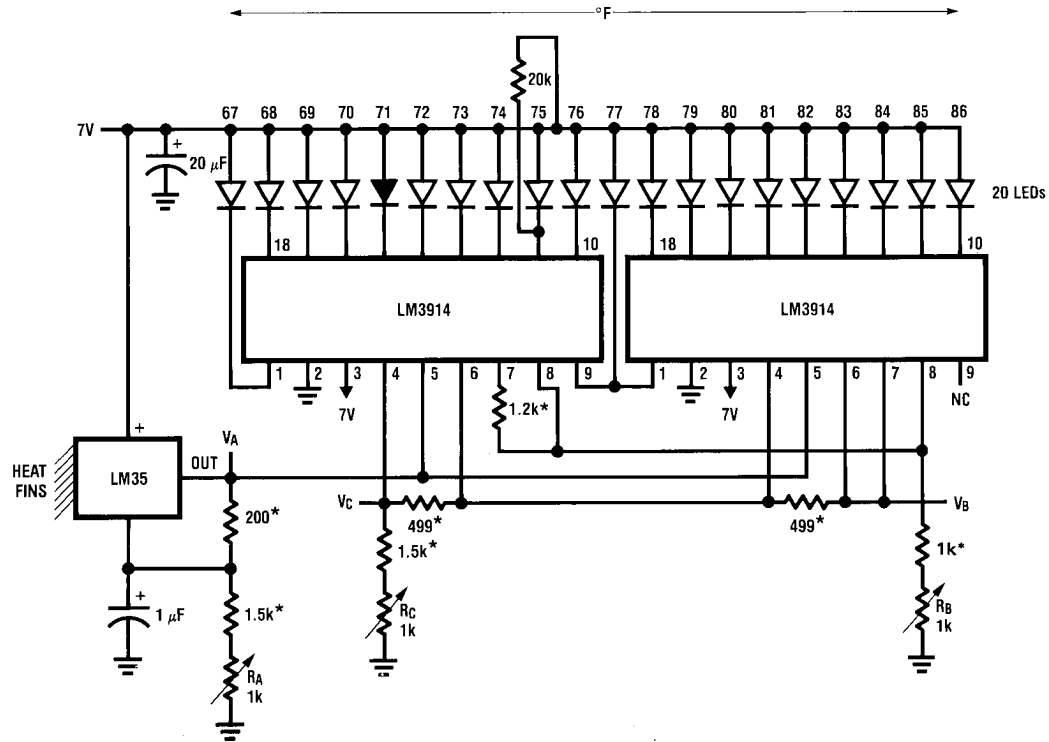 °F
20k
67 68 69 70 71 72 73 74 75 76 77 78 79 80 81 82 83 84 85 86
7V
+
20 μF
20 LEDs
18 10 18 10
LM3914 LM3914
1 2 3 4 5 6 7 8 9 1 2 3 4 5 6 7 8 9
7V 1.2k* 7V NC
+
VA
HEAT FINS
LM35
OUT
VC VB
200* 499* 499*
1.5k* 1k*
+
1 μF
1.5k*
RC
1k
RB
1k
RA
1k